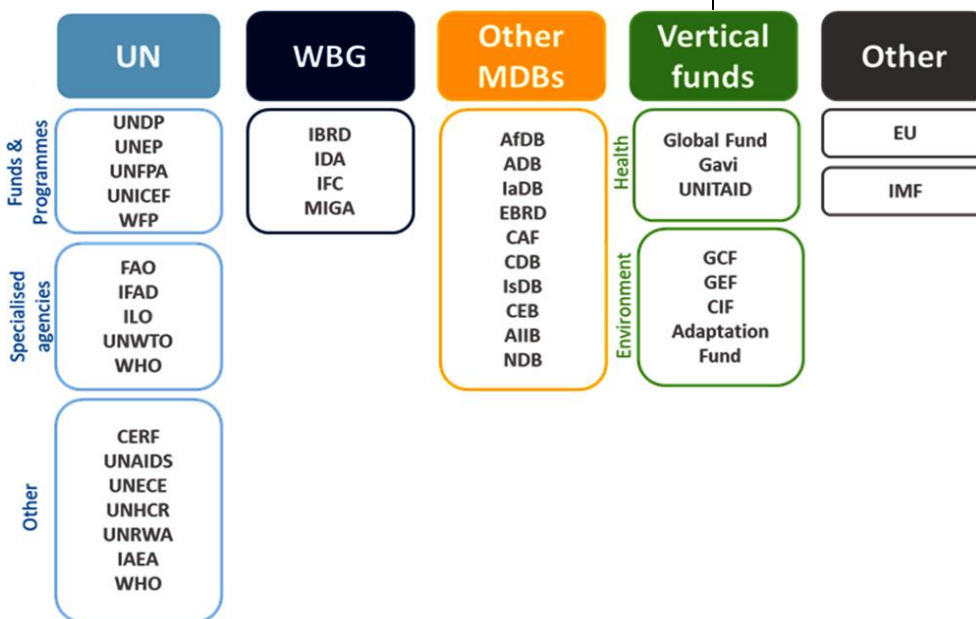 UN
WBG
Other
MDBs
Vertical
funds
Other
Funds &
Programmes
UNDP
UNEP
UNFPA
UNICEF
WFP
Specialised
agencies
FAO
IFAD
ILO
UNWTO
WHO
Other
CERF
UNAIDS
UNECE
UNHCR
UNRWA
IAEA
WHO
IBRD
IDA
IFC
MIGA
AfDB
ADB
IaDB
EBRD
CAF
CDB
IsDB
CEB
AIIB
NDB
Health
Global Fund
Gavi
UNITAID
Environment
GCF
GEF
CIF
Adaptation
Fund
EU
IMF